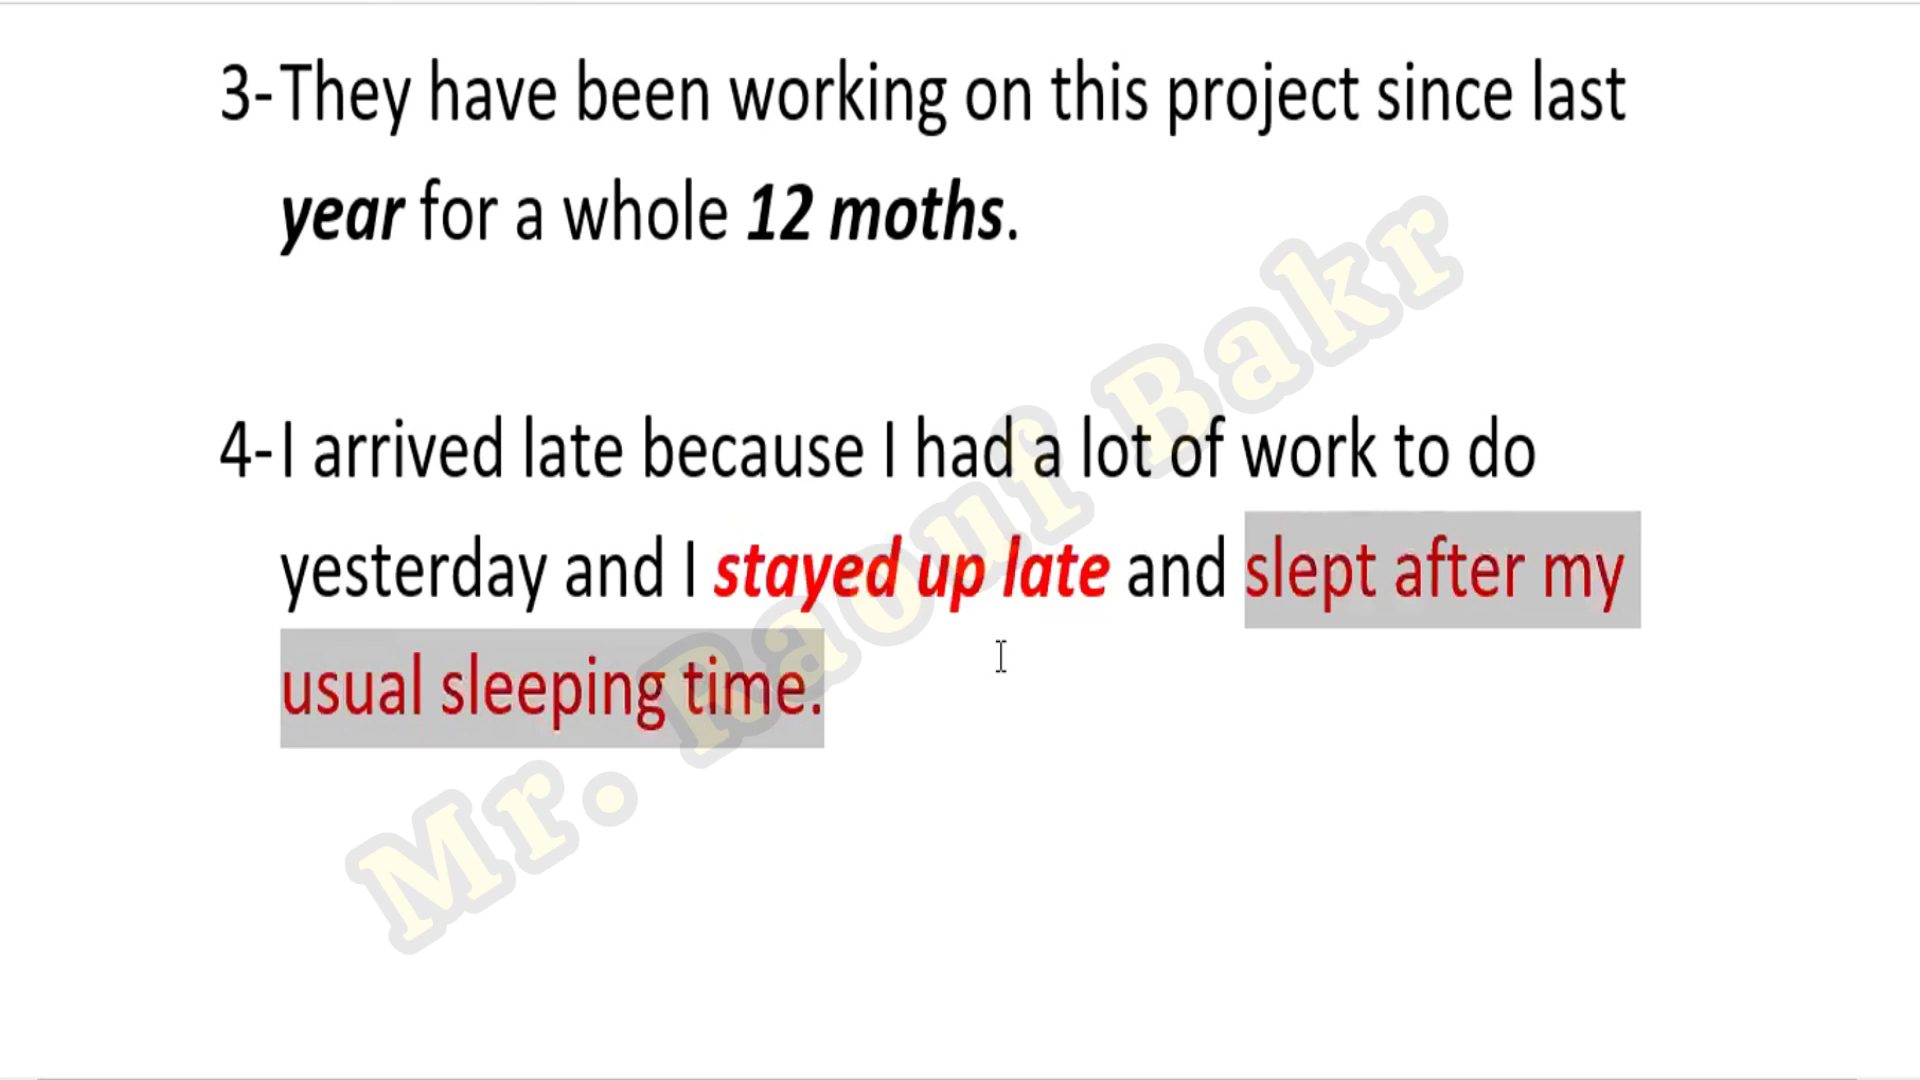 3-They have been working on this project since last
year for a whole 12 moths.
4-I arrived late because I had a lot of work to do
yesterday and I stayed up late and slept after my
usual sleeping time.
Mr. Raouf Bakr